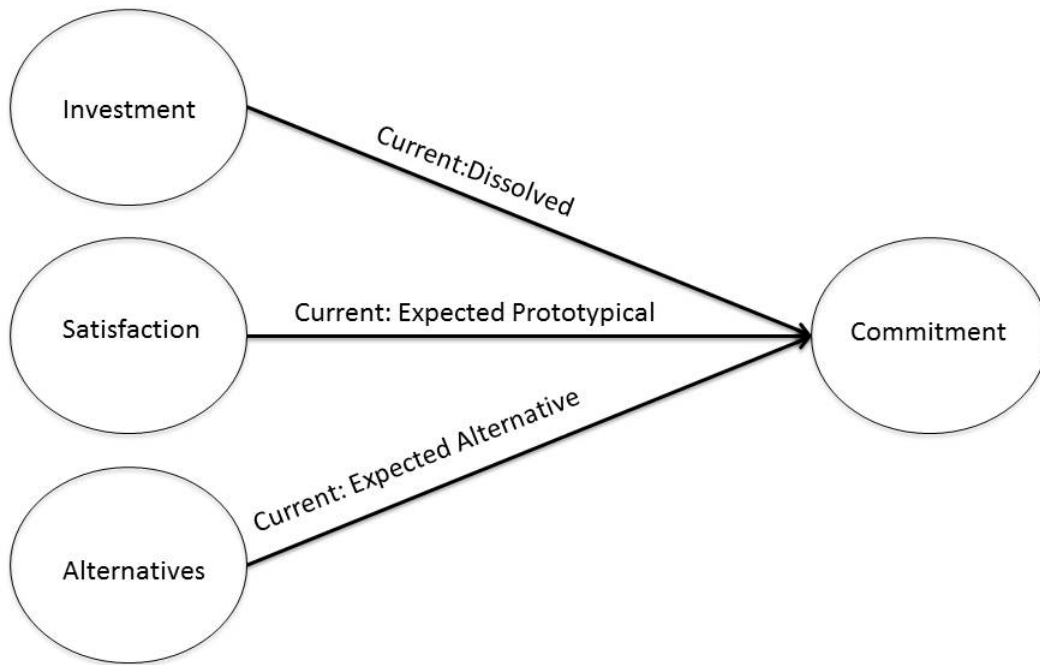 Investment
Current:Dissolved
Satisfaction
Current: Expected Prototypical
Commitment
Current: Expected Alternative
Alternatives